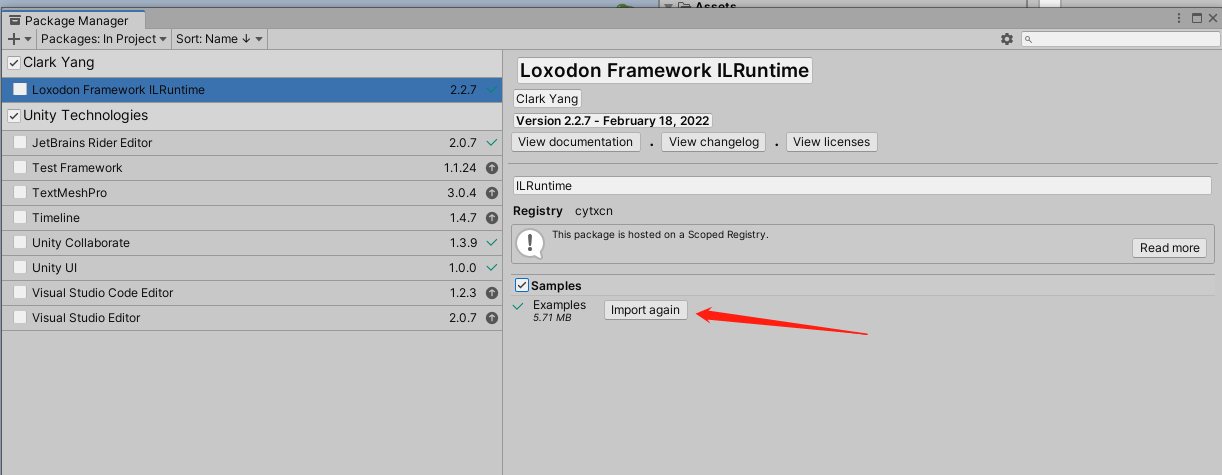 Assets
Package Manager
Packages: In Project Sort: Name ↓
Clark Yang
Loxodon Framework ILRuntime 2.2.7
Unity Technologies
JetBrains Rider Editor 2.0.7
Test Framework 1.1.24
TextMeshPro 3.0.4
Timeline 1.4.7
Unity Collaborate 1.3.9
Unity UI 1.0.0
Visual Studio Code Editor 1.2.3
Visual Studio Editor 2.0.7
Loxodon Framework ILRuntime
Clark Yang
Version 2.2.7 - February 18, 2022
View documentation . View changelog . View licenses
ILRuntime
Registry cytxcn
This package is hosted on a Scoped Registry.
Read more
Samples
Examples Import again
5.71 MB